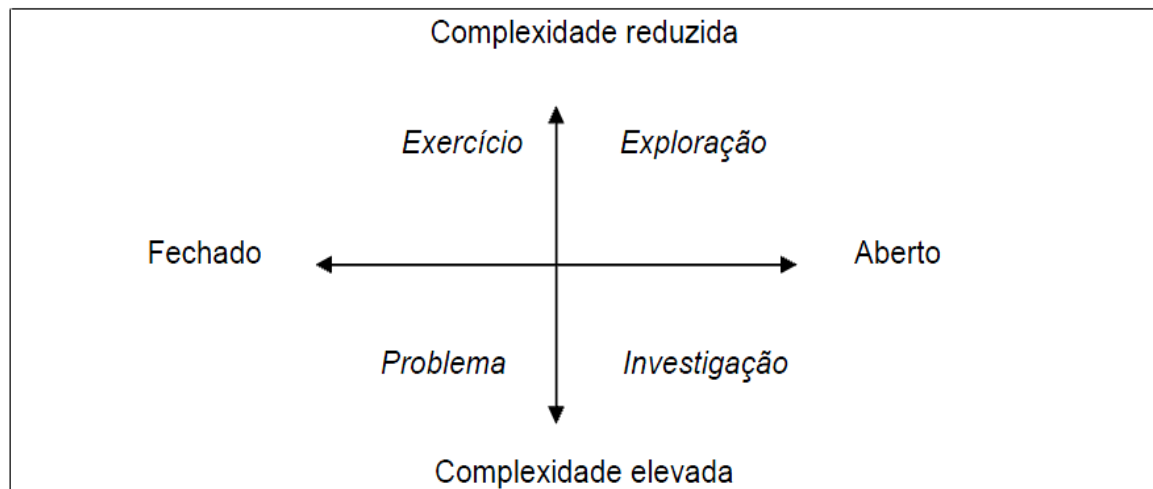 Complexidade reduzida
Exercício Exploração
Fechado Aberto
Problema Investigação
Complexidade elevada